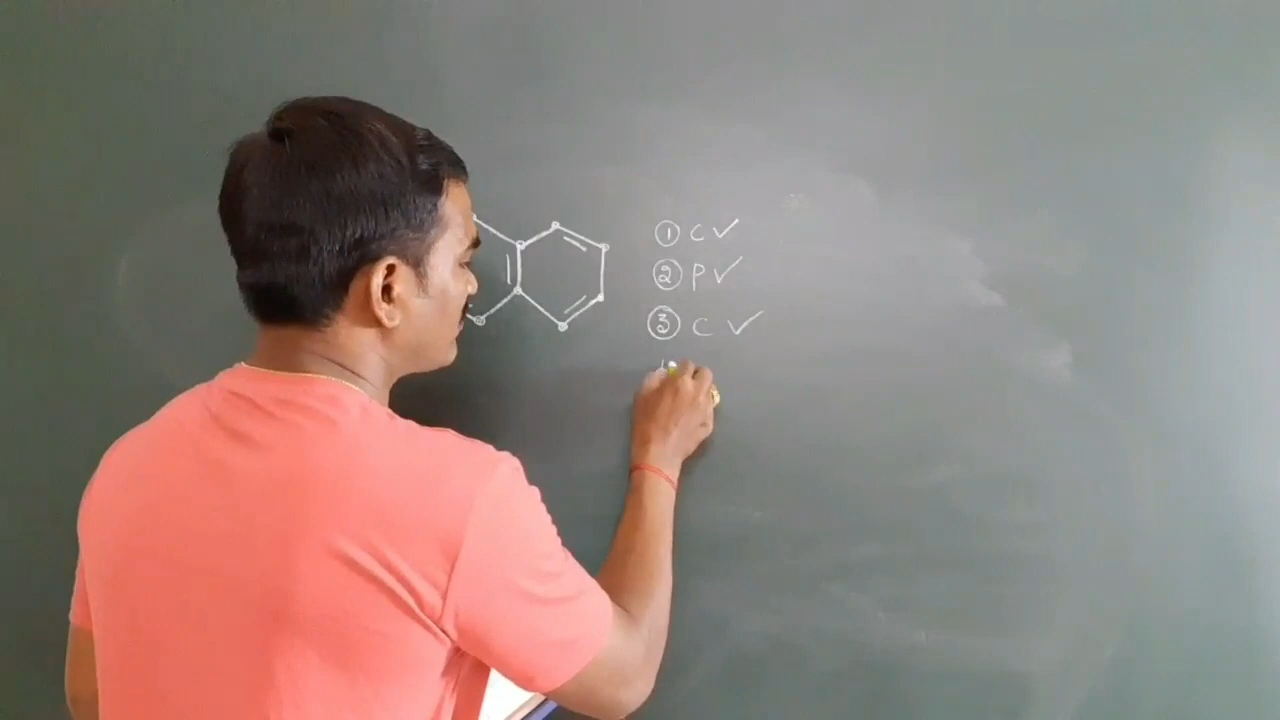 ① C ✓
② P ✓
③ C ✓